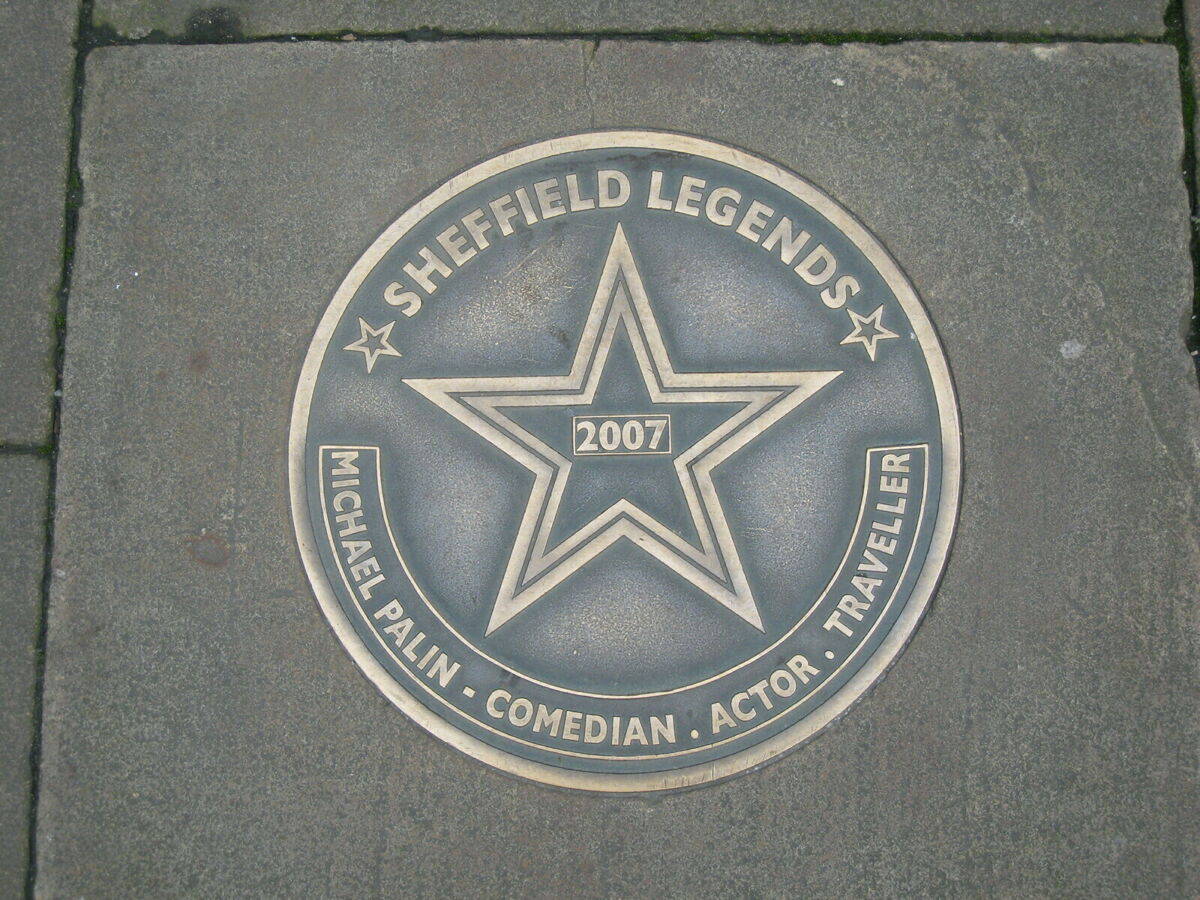 SHEFFIELD LEGENDS
2007
MICHAEL PALIN - COMEDIAN . ACTOR . TRAVELLER